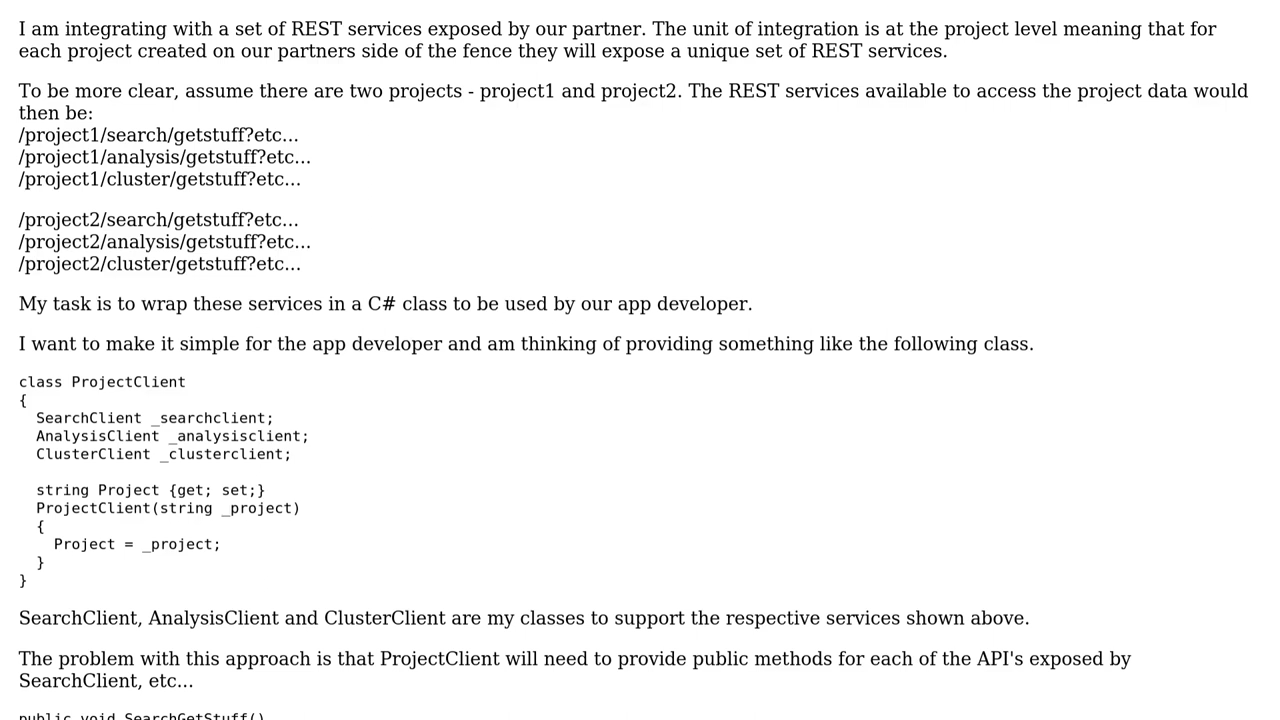 I am integrating with a set of REST services exposed by our partner. The unit of integration is at the project level meaning that for
each project created on our partners side of the fence they will expose a unique set of REST services.
To be more clear, assume there are two projects - project1 and project2. The REST services available to access the project data would
then be:
/project1/search/getstuff?etc...
/project1/analysis/getstuff?etc...
/project1/cluster/getstuff?etc...
/project2/search/getstuff?etc...
/project2/analysis/getstuff?etc...
/project2/cluster/getstuff?etc...
My task is to wrap these services in a C# class to be used by our app developer.
I want to make it simple for the app developer and am thinking of providing something like the following class.
class ProjectClient
{
  SearchClient _searchclient;
  AnalysisClient _analysisclient;
  ClusterClient _clusterclient;
  string Project {get; set;}
  ProjectClient(string _project)
  {
    Project = _project;
  }
}
SearchClient, AnalysisClient and ClusterClient are my classes to support the respective services shown above.
The problem with this approach is that ProjectClient will need to provide public methods for each of the API's exposed by
SearchClient, etc...
public void SearchGetStuff()